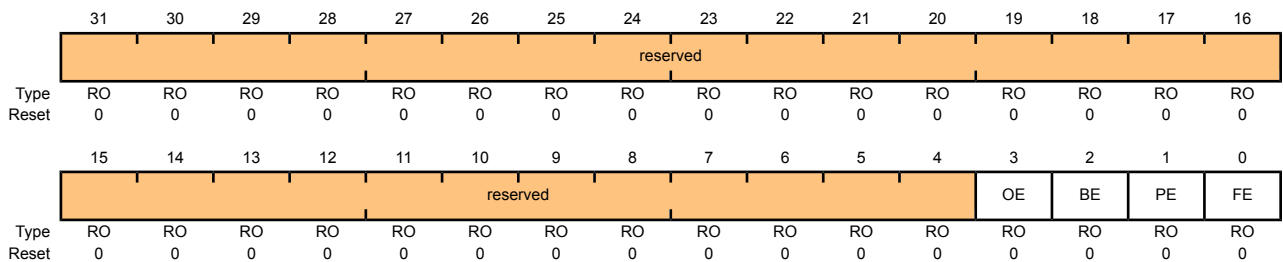 31 30 29 28 27 26 25 24 23 22 21 20 19 18 17 16
reserved
Type RO RO RO RO RO RO RO RO RO RO RO RO RO RO RO RO
Reset 0 0 0 0 0 0 0 0 0 0 0 0 0 0 0 0
15 14 13 12 11 10 9 8 7 6 5 4 3 2 1 0
reserved OE BE PE FE
Type RO RO RO RO RO RO RO RO RO RO RO RO RO RO RO RO
Reset 0 0 0 0 0 0 0 0 0 0 0 0 0 0 0 0